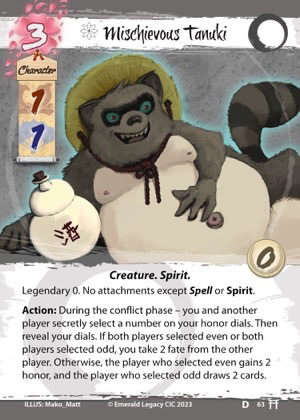 3
Mischievous Tanuki
Character
1
1
酒
0
Creature. Spirit.
Legendary 0. No attachments except Spell or Spirit.
Action: During the conflict phase – you and another
player secretly select a number on your honor dials. Then
reveal your dials. If both players selected even or both
players selected odd, you take 2 fate from the other
player. Otherwise, the player who selected even gains 2
honor, and the player who selected odd draws 2 cards.
ILLUS: Mako_Matt
© Emerald Legacy CIC 2023
D 63